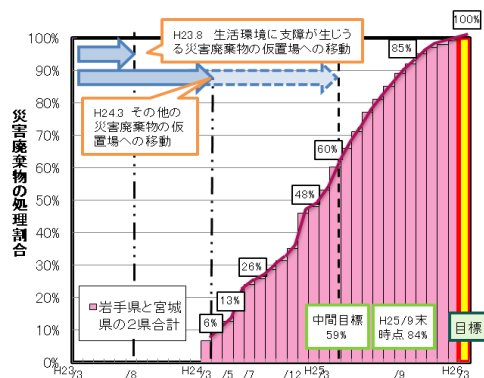 H23.8 生活環境に支障が生じう
る災害廃棄物の仮置場への移動
H24.3 その他の
災害廃棄物の仮
置場への移動
災害廃棄物の処理割合
100%
90%
80%
70%
60%
50%
40%
30%
20%
10%
0%
6%
13%
26%
48%
60%
85%
100%
岩手県と宮城
県の2県合計
中間目標
59%
H25/9末
時点 84%
目標
H23/3
/8
H24/3
/5
/7
/12
H25/3
/9
H26/3